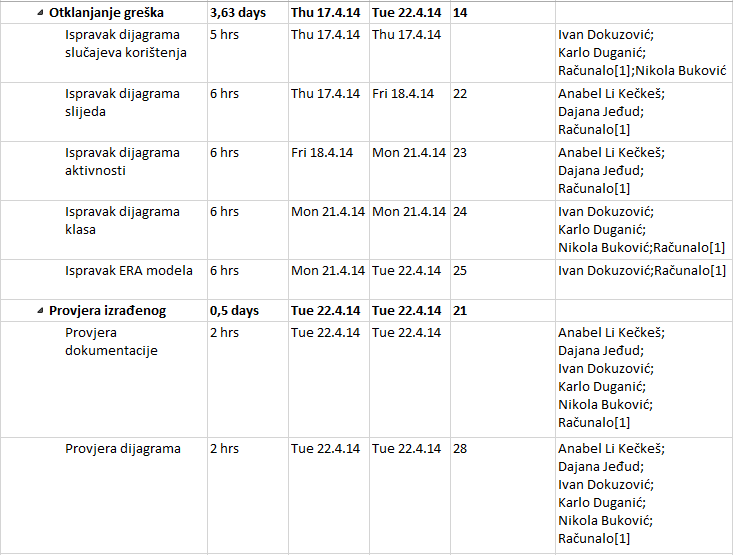 Otklanjanje greška 3,63 days Thu 17.4.14 Tue 22.4.14 14
Ispravak dijagrama 5 hrs Thu 17.4.14 Thu 17.4.14 Ivan Dokuzović;
slučajeva korištenja Karlo Duganić;
Računalo[1];Nikola Buković
Ispravak dijagrama 6 hrs Thu 17.4.14 Fri 18.4.14 22 Anabel Li Kečkeš;
slijeda Dajana Jeđud;
Računalo[1]
Ispravak dijagrama 6 hrs Fri 18.4.14 Mon 21.4.14 23 Anabel Li Kečkeš;
aktivnosti Dajana Jeđud;
Računalo[1]
Ispravak dijagrama 6 hrs Mon 21.4.14 Mon 21.4.14 24 Ivan Dokuzović;
klasa Karlo Duganić;
Nikola Buković;Računalo[1]
Ispravak ERA modela 6 hrs Mon 21.4.14 Tue 22.4.14 25 Ivan Dokuzović;Računalo[1]
Provjera izrađenog 0,5 days Tue 22.4.14 Tue 22.4.14 21
Provjera 2 hrs Tue 22.4.14 Tue 22.4.14 Anabel Li Kečkeš;
dokumentacije Dajana Jeđud;
Ivan Dokuzović;
Karlo Duganić;
Nikola Buković;
Računalo[1]
Provjera dijagrama 2 hrs Tue 22.4.14 Tue 22.4.14 28 Anabel Li Kečkeš;
Dajana Jeđud;
Ivan Dokuzović;
Karlo Duganić;
Nikola Buković;
Računalo[1]